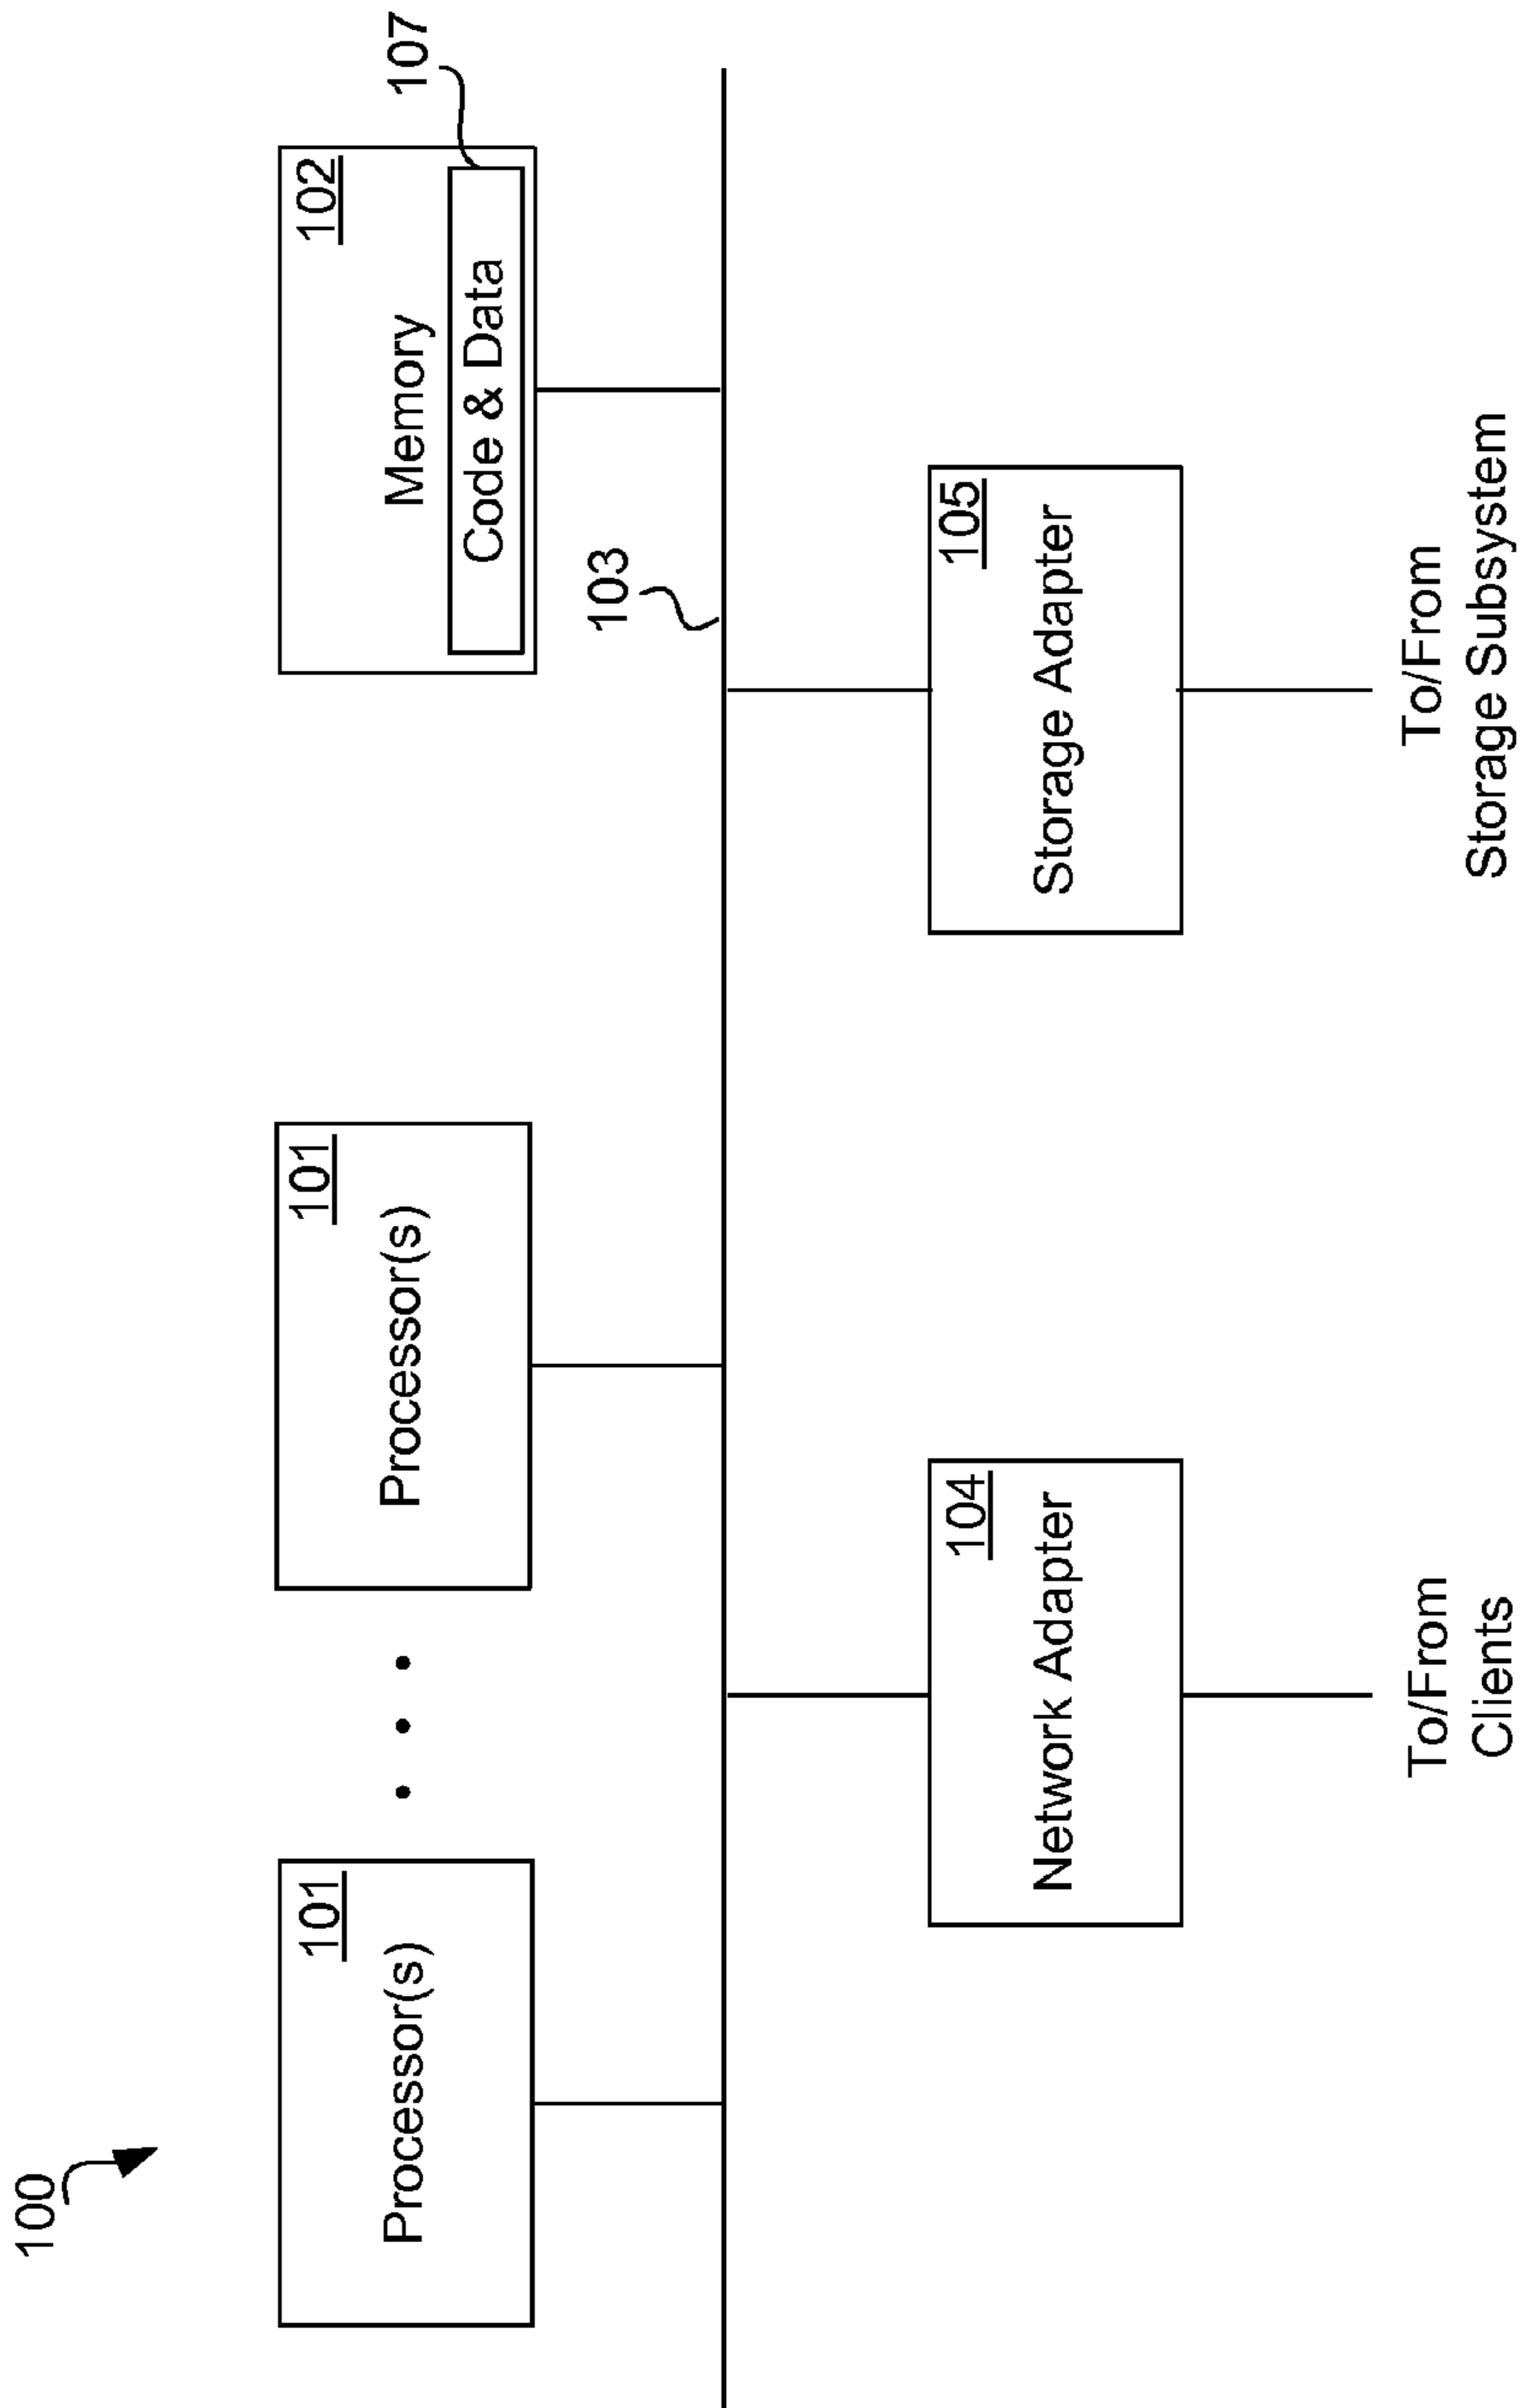 100
101
Processor(s)
101
Processor(s)
102
Memory
Code & Data
107
103
104
Network Adapter
105
Storage Adapter
To/From
Clients
To/From
Storage Subsystem